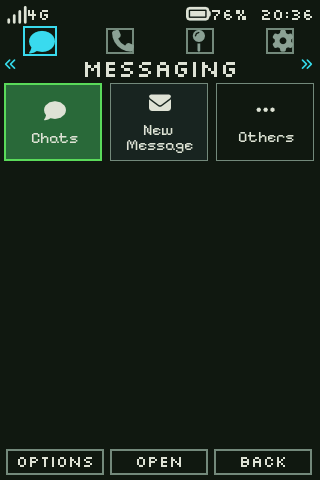 4G 76% 20:36
« »
MESSAGING
Chats
New
Message
Others
OPTIONS OPEN BACK